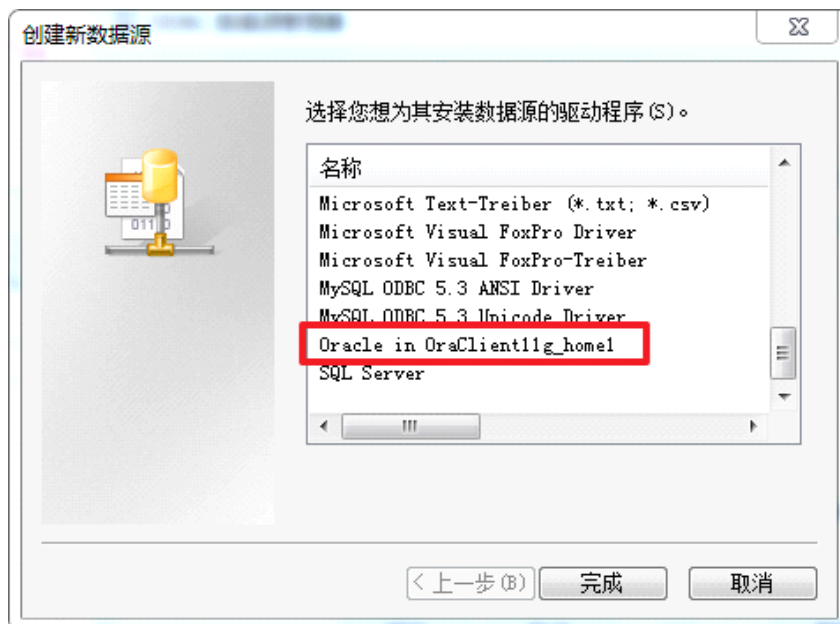 创建新数据源
选择您想为其安装数据源的驱动程序(S)。
名称
Microsoft Text-Treiber (*.txt; *.csv)
Microsoft Visual FoxPro Driver
Microsoft Visual FoxPro-Treiber
MySQL ODBC 5.3 ANSI Driver
MySQL ODBC 5.3 Unicode Driver
Oracle in OraClient11g_home1
SQL Server
<上一步(B)
完成
取消